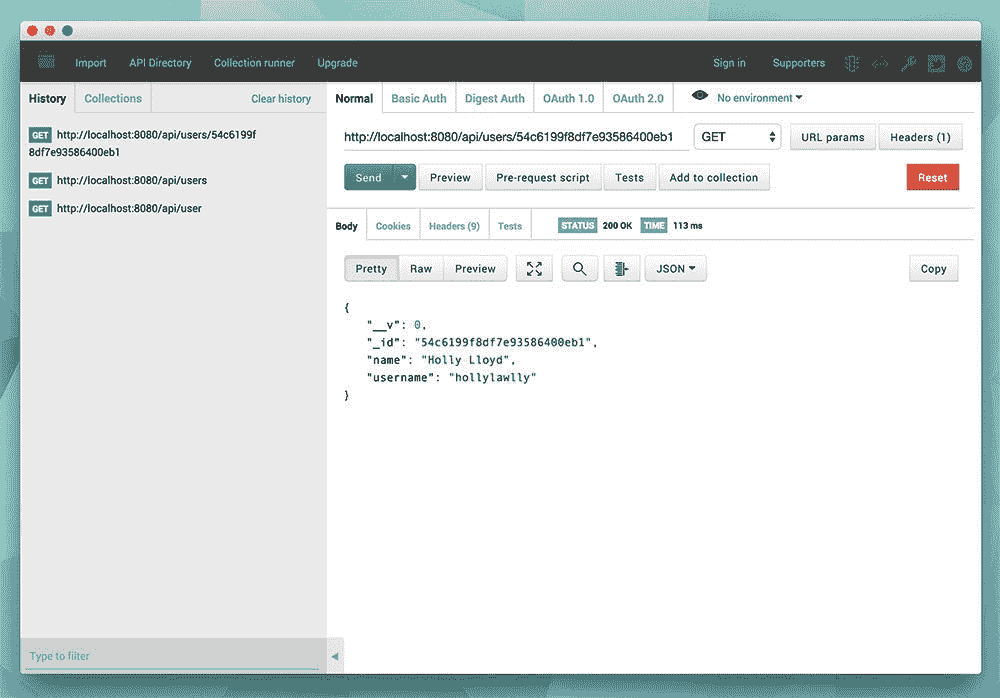 Import API Directory Collection runner Upgrade Sign in Supporters
History Collections Clear history
GET http://localhost:8080/api/users/54c6199f
8df7e93586400eb1
GET http://localhost:8080/api/users
GET http://localhost:8080/api/user
Type to filter
Normal Basic Auth Digest Auth OAuth 1.0 OAuth 2.0 No environment
http://localhost:8080/api/users/54c6199f8df7e93586400eb1 GET URL params Headers (1)
Send Preview Pre-request script Tests Add to collection Reset
Body Cookies Headers (9) Tests STATUS 200 OK TIME 113 ms
Pretty Raw Preview JSON Copy
{
"__v": 0,
"_id": "54c6199f8df7e93586400eb1",
"name": "Holly Lloyd",
"username": "hollylawlly"
}